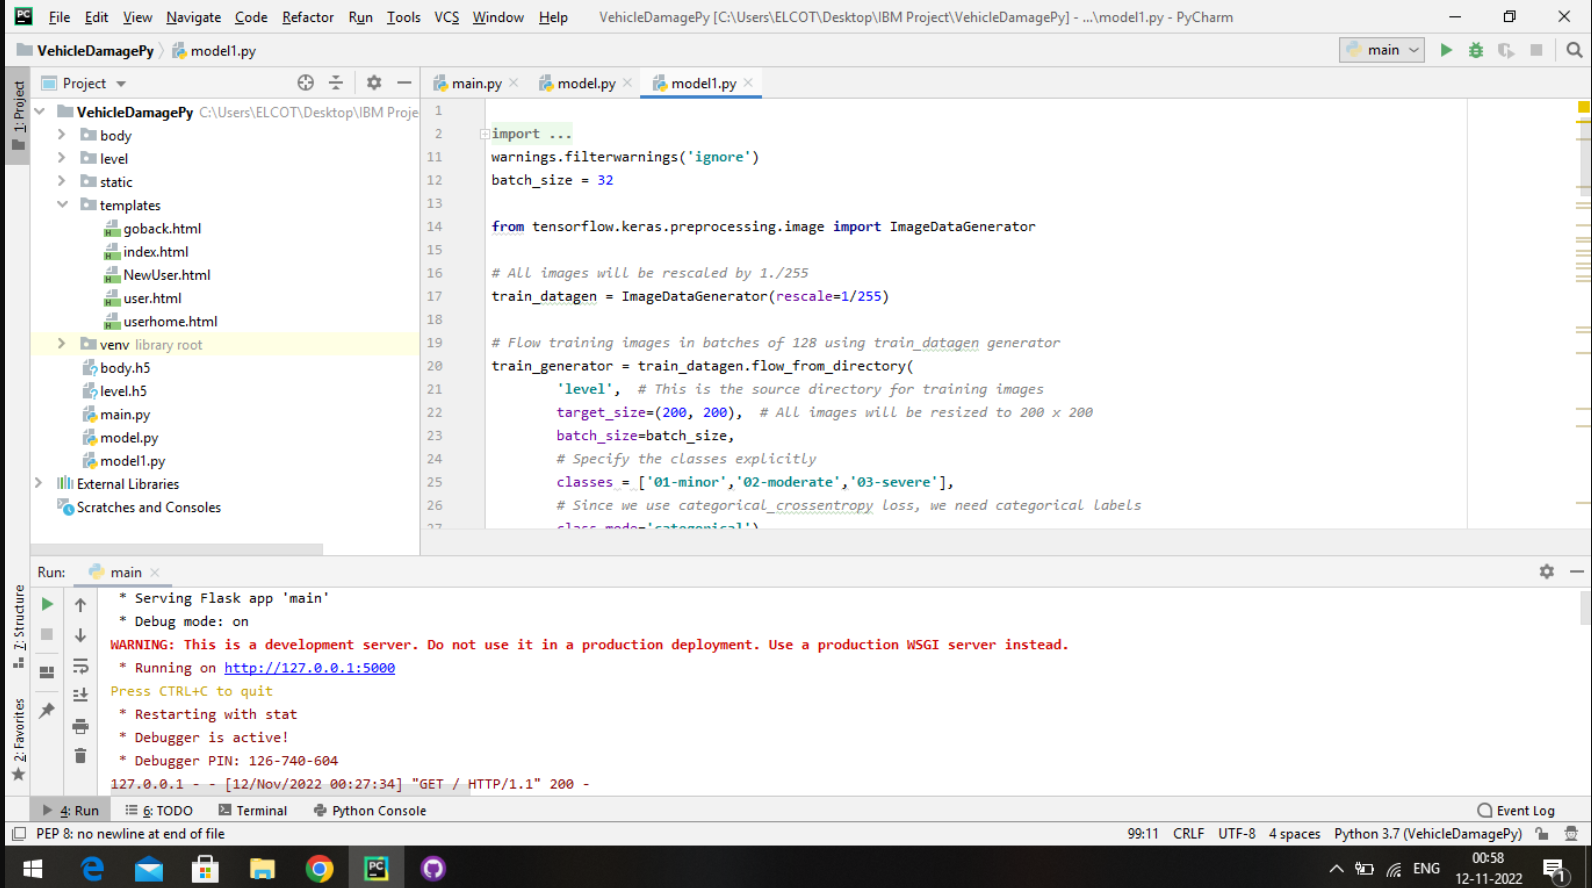 PC File Edit View Navigate Code Refactor Run Tools VCS Window Help VehicleDamagePy [C:\Users\ELCOT\Desktop\IBM Project\VehicleDamagePy] - ...\model1.py - PyCharm
VehicleDamagePy model1.py main
1: Project
Project
main.py model.py model1.py
VehicleDamagePy C:\Users\ELCOT\Desktop\IBM Proje
body
level
static
templates
goback.html
index.html
NewUser.html
user.html
userhome.html
venv library root
body.h5
level.h5
main.py
model.py
model1.py
External Libraries
Scratches and Consoles
1
2 import ...
11 warnings.filterwarnings('ignore')
12 batch_size = 32
13
14 from tensorflow.keras.preprocessing.image import ImageDataGenerator
15
16 # All images will be rescaled by 1./255
17 train_datagen = ImageDataGenerator(rescale=1/255)
18
19 # Flow training images in batches of 128 using train_datagen generator
20 train_generator = train_datagen.flow_from_directory(
21 'level', # This is the source directory for training images
22 target_size=(200, 200), # All images will be resized to 200 x 200
23 batch_size=batch_size,
24 # Specify the classes explicitly
25 classes = ['01-minor','02-moderate','03-severe'],
26 # Since we use categorical_crossentropy loss, we need categorical labels
27 class_mode='categorical')
Run: main
7: Structure
2: Favorites
* Serving Flask app 'main'
* Debug mode: on
WARNING: This is a development server. Do not use it in a production deployment. Use a production WSGI server instead.
* Running on http://127.0.0.1:5000
Press CTRL+C to quit
* Restarting with stat
* Debugger is active!
* Debugger PIN: 126-740-604
127.0.0.1 - - [12/Nov/2022 00:27:34] "GET / HTTP/1.1" 200 -
4: Run 6: TODO Terminal Python Console Event Log
PEP 8: no newline at end of file 99:11 CRLF UTF-8 4 spaces Python 3.7 (VehicleDamagePy)
PC ENG 00:58
12-11-2022 1